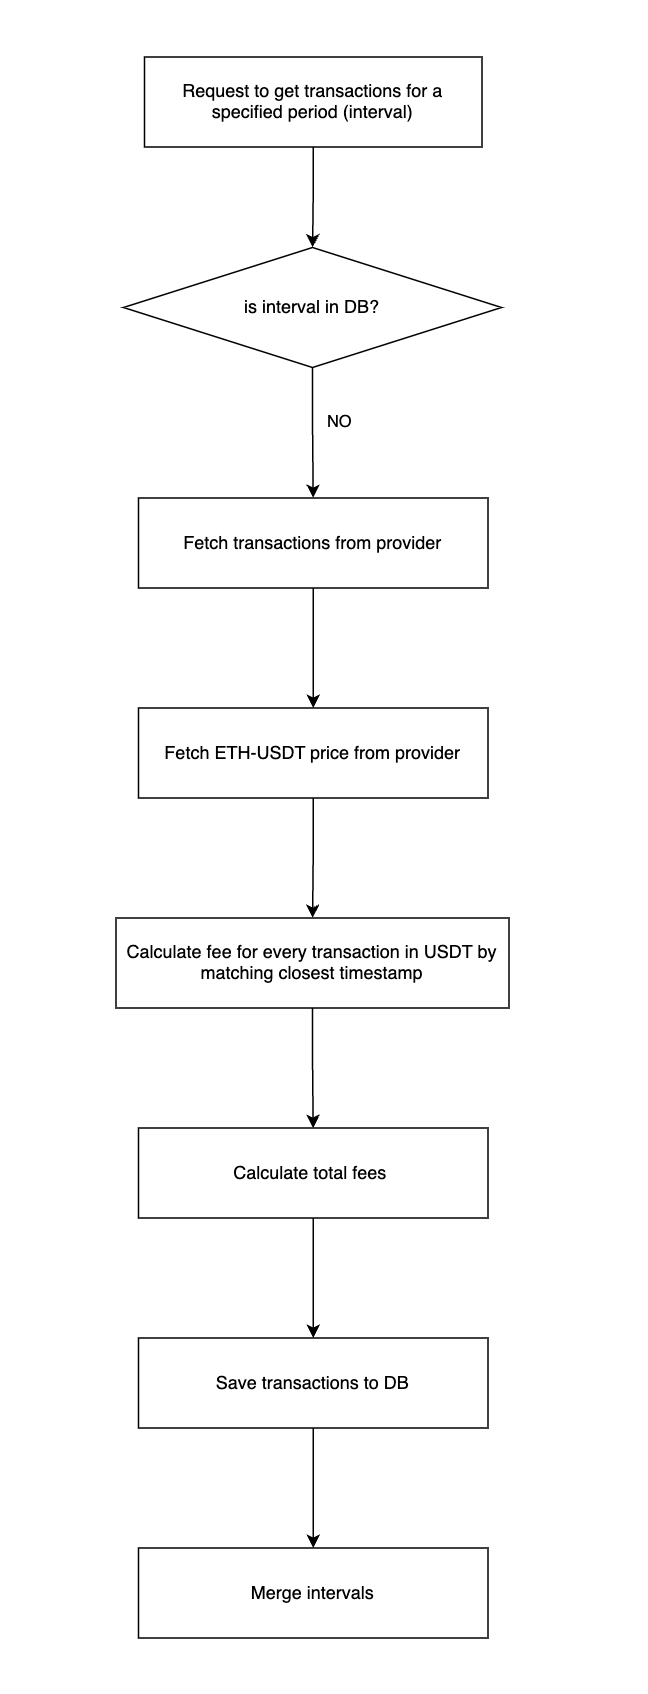 Request to get transactions for a
specified period (interval)
is interval in DB?
NO
Fetch transactions from provider
Fetch ETH-USDT price from provider
Calculate fee for every transaction in USDT by
matching closest timestamp
Calculate total fees
Save transactions to DB
Merge intervals